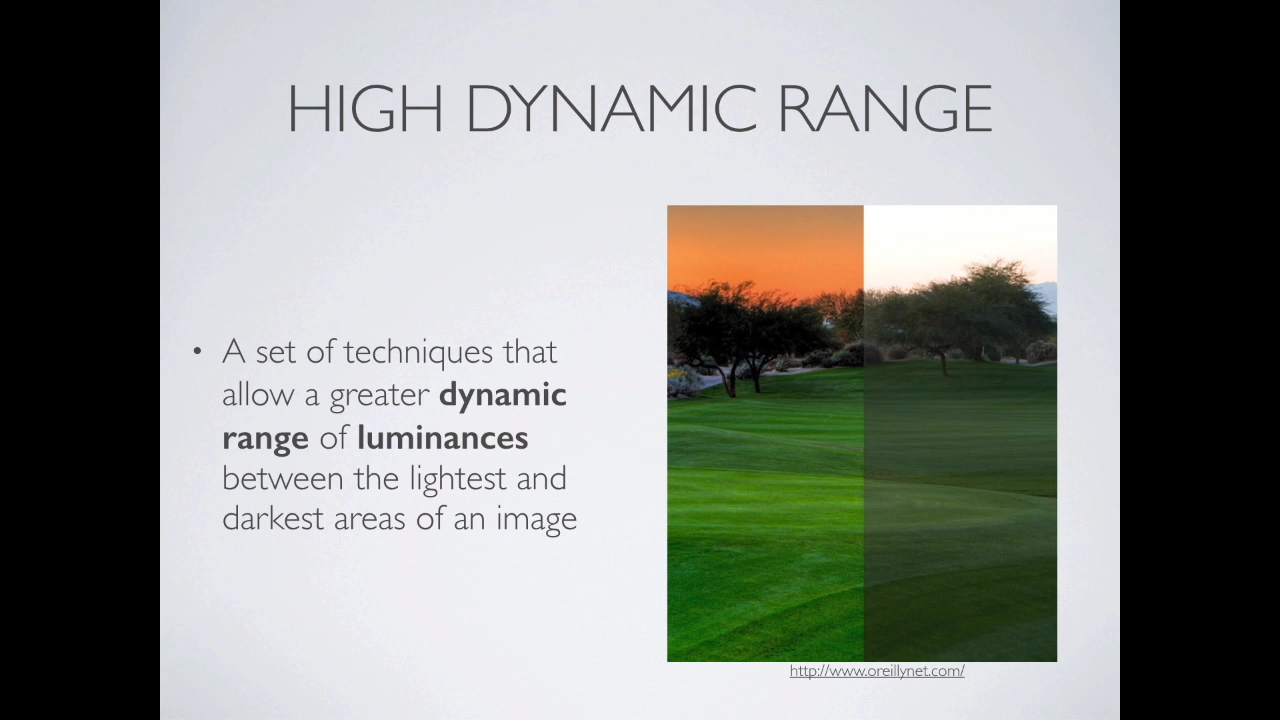 HIGH DYNAMIC RANGE
• A set of techniques that
allow a greater dynamic
range of luminances
between the lightest and
darkest areas of an image
http://www.oreillynet.com/